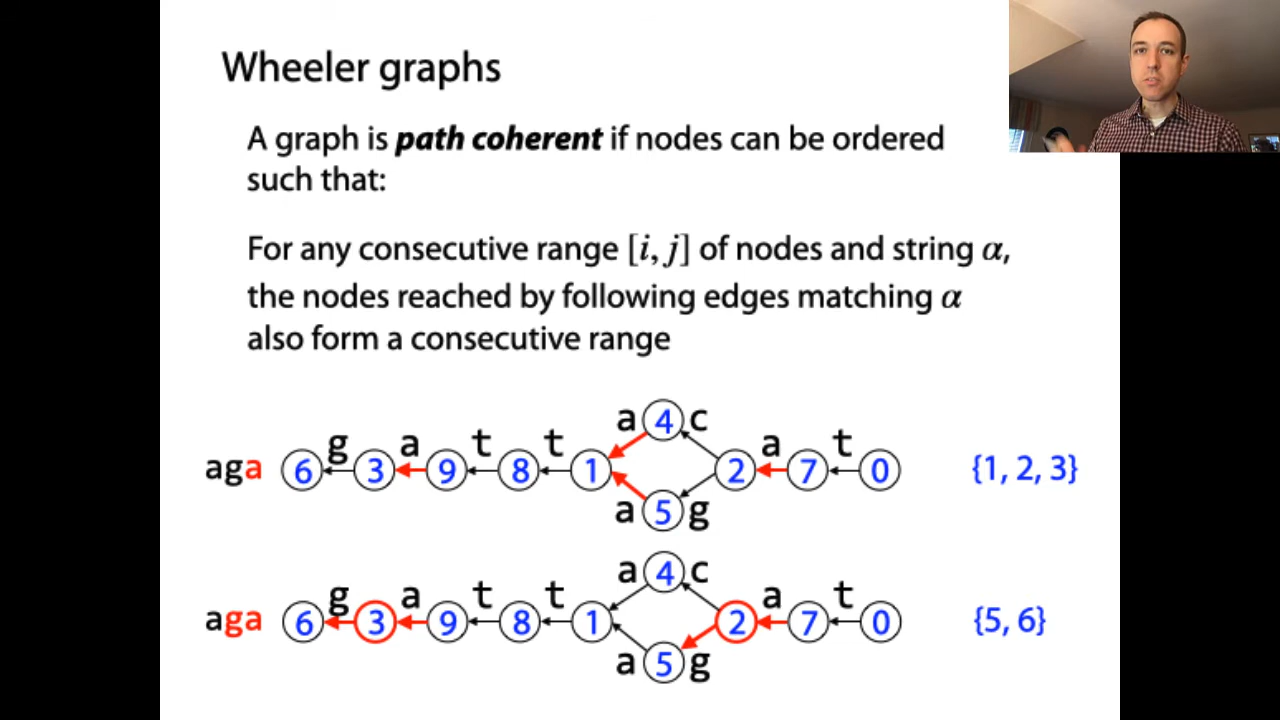 Wheeler graphs
A graph is path coherent if nodes can be ordered
such that:
For any consecutive range [i, j] of nodes and string α,
the nodes reached by following edges matching α
also form a consecutive range
a 4 c
g a t t a t
aga 6 3 9 8 1 2 7 0 {1, 2, 3}
a 5 g
a 4 c
g a t t a t
aga 6 3 9 8 1 2 7 0 {5, 6}
a 5 g